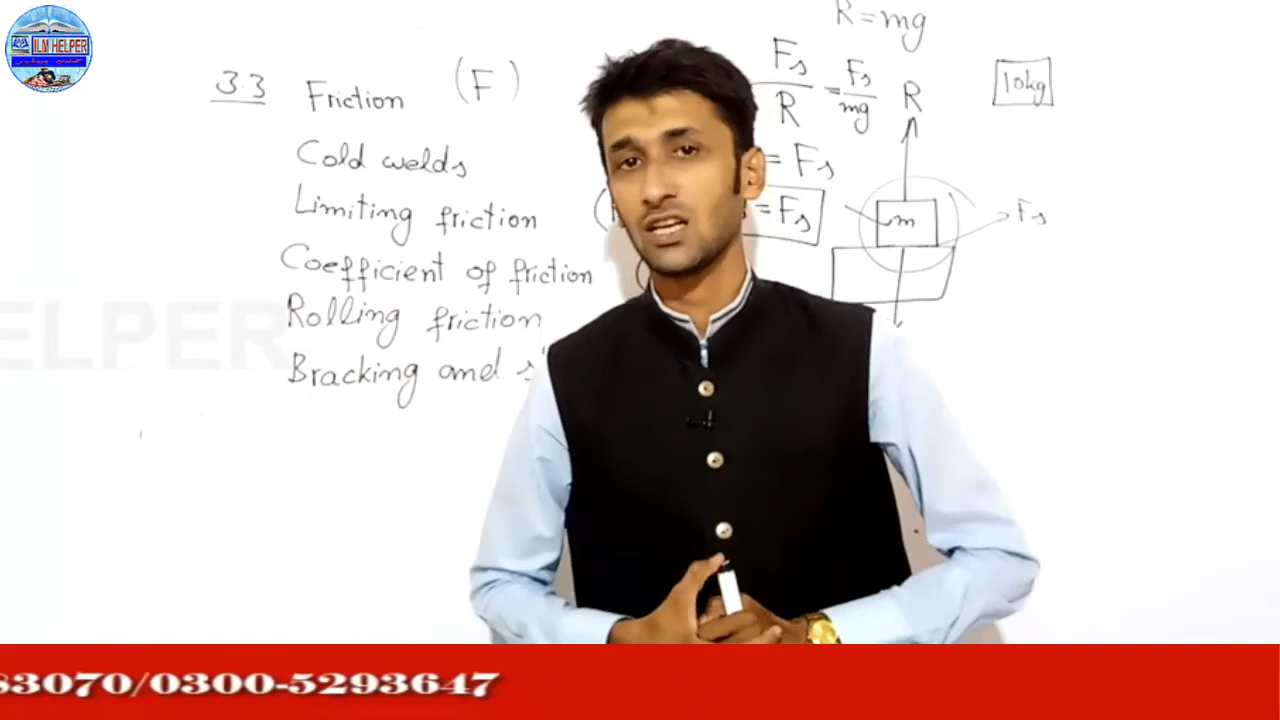 ILM HELPER
R = mg
3.3 Friction (F)
Fs/R = Fs/mg
R
10kg
Cold welds
= Fs
Limiting friction
= Fs
m
Fs
Coefficient of friction
Rolling friction
Bracking and
ELPER
83070/0300-5293647